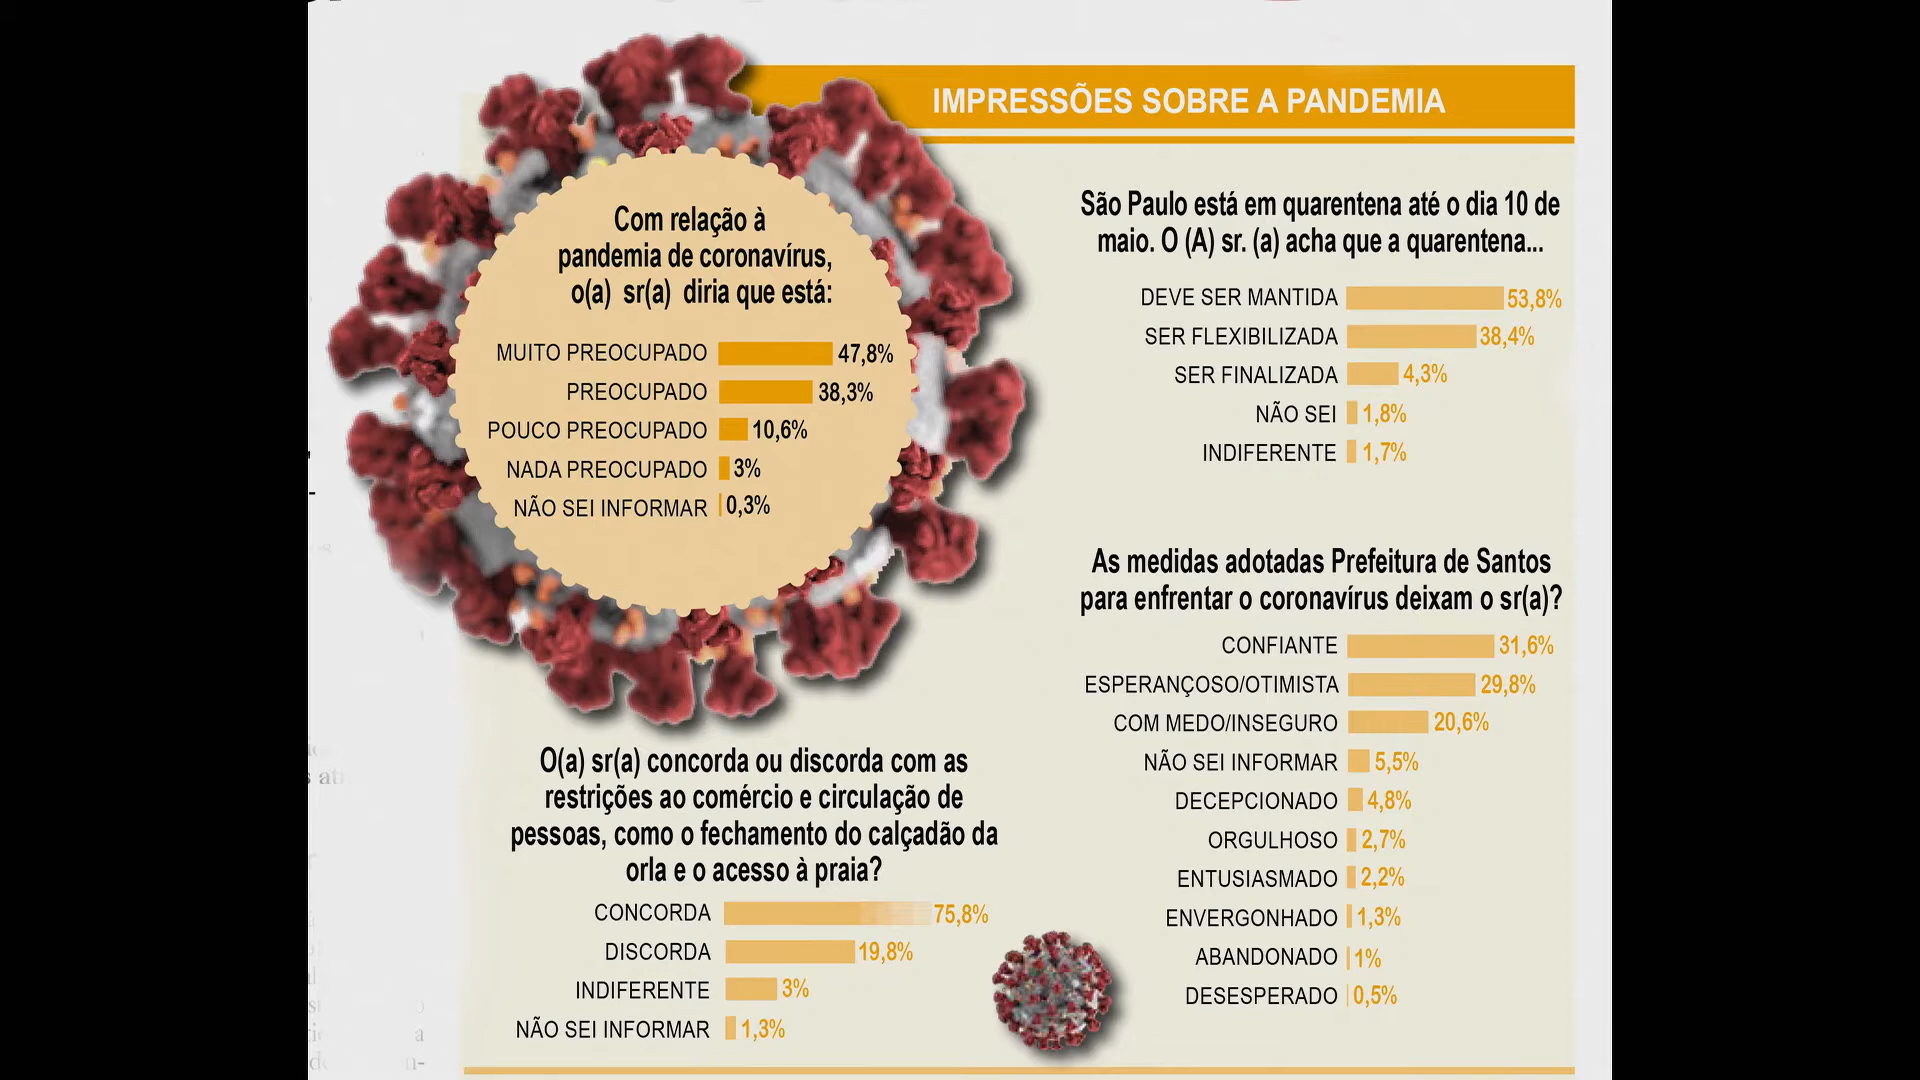 IMPRESSÕES SOBRE A PANDEMIA
Com relação à
pandemia de coronavírus,
o(a) sr(a) diria que está:
MUITO PREOCUPADO 47,8%
PREOCUPADO 38,3%
POUCO PREOCUPADO 10,6%
NADA PREOCUPADO 3%
NÃO SEI INFORMAR 0,3%
São Paulo está em quarentena até o dia 10 de
maio. O (A) sr. (a) acha que a quarentena...
DEVE SER MANTIDA 53,8%
SER FLEXIBILIZADA 38,4%
SER FINALIZADA 4,3%
NÃO SEI 1,8%
INDIFERENTE 1,7%
O(a) sr(a) concorda ou discorda com as
restrições ao comércio e circulação de
pessoas, como o fechamento do calçadão da
orla e o acesso à praia?
CONCORDA 75,8%
DISCORDA 19,8%
INDIFERENTE 3%
NÃO SEI INFORMAR 1,3%
As medidas adotadas Prefeitura de Santos
para enfrentar o coronavírus deixam o sr(a)?
CONFIANTE 31,6%
ESPERANÇOSO/OTIMISTA 29,8%
COM MEDO/INSEGURO 20,6%
NÃO SEI INFORMAR 5,5%
DECEPCIONADO 4,8%
ORGULHOSO 2,7%
ENTUSIASMADO 2,2%
ENVERGONHADO 1,3%
ABANDONADO 1%
DESESPERADO 0,5%